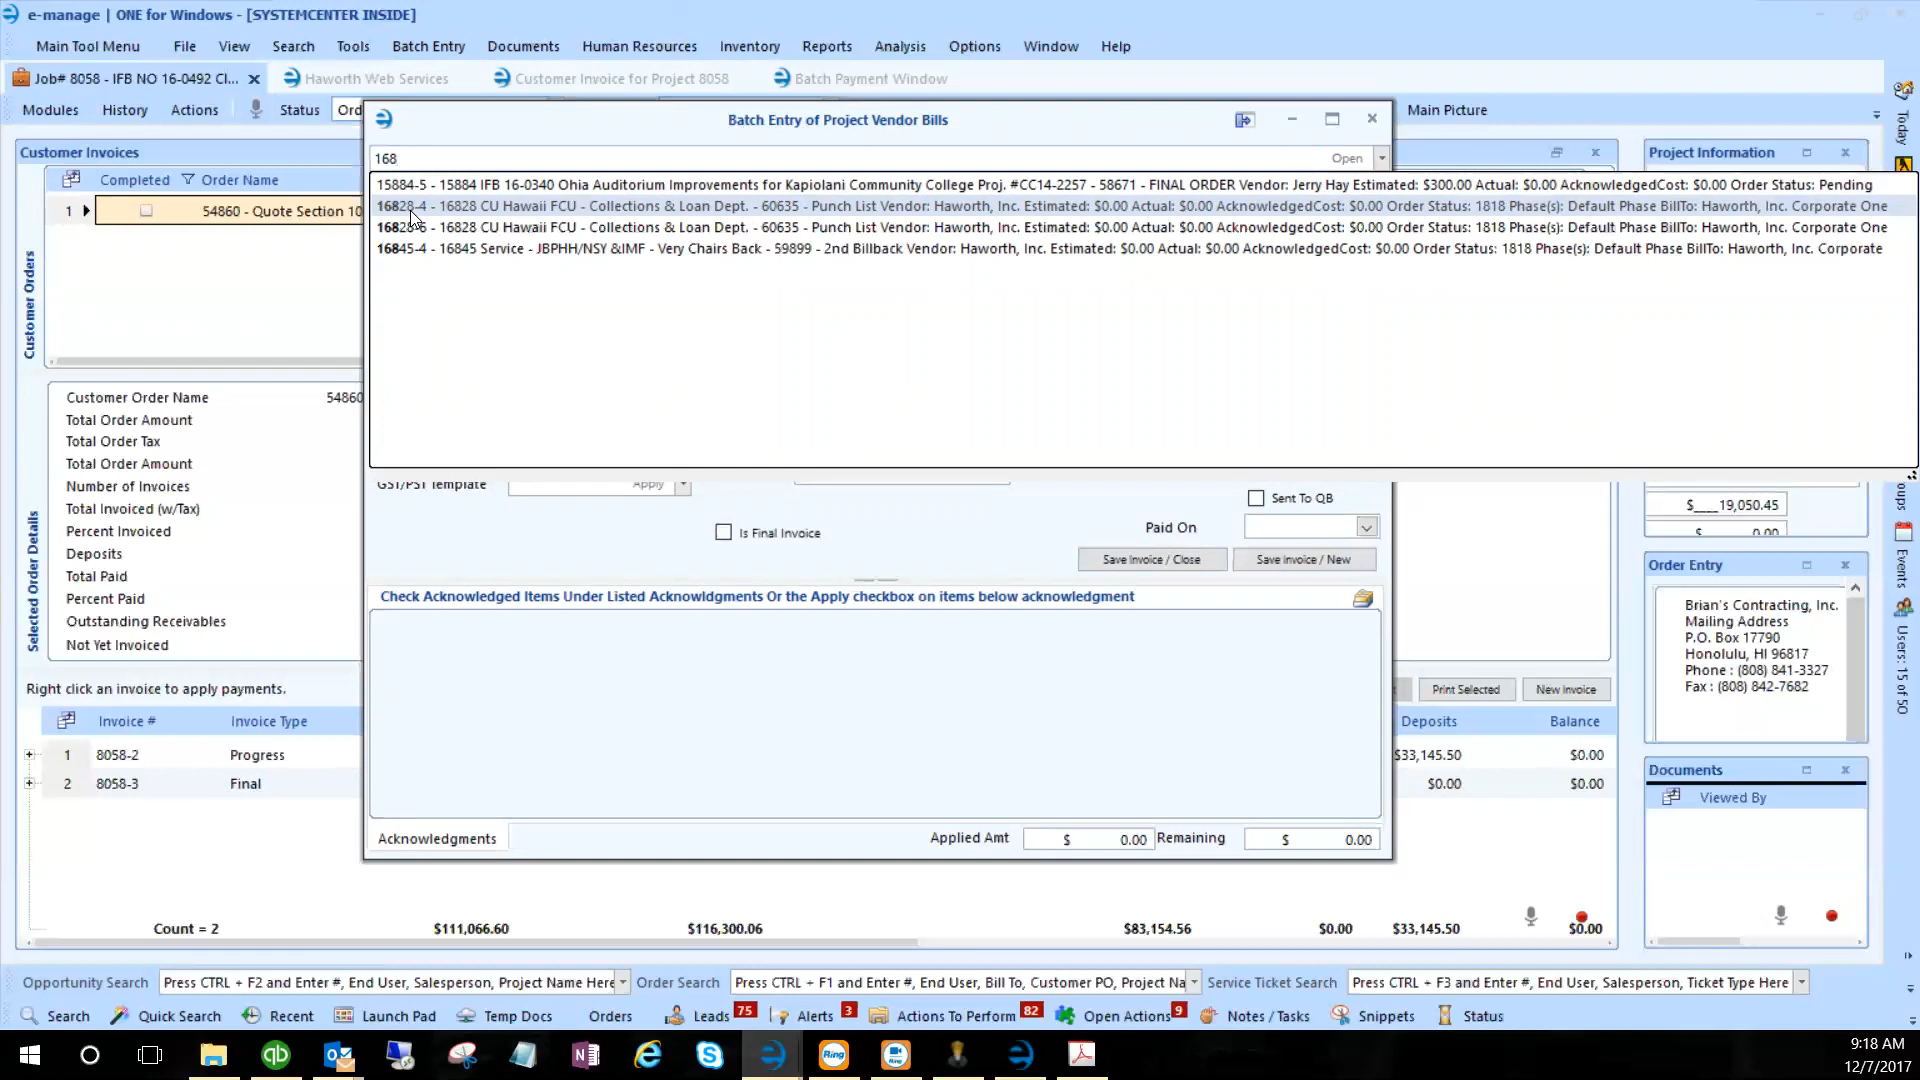 e-manage | ONE for Windows - [SYSTEMCENTER INSIDE]
Main Tool Menu File View Search Tools Batch Entry Documents Human Resources Inventory Reports Analysis Options Window Help
Job# 8058 - IFB NO 16-0492 Cl... Haworth Web Services Customer Invoice for Project 8058 Batch Payment Window
Modules History Actions Status Ord Main Picture
Today
Batch Entry of Project Vendor Bills
Customer Invoices
Project Information
168 Open
Completed Order Name
15884-5 - 15884 IFB 16-0340 Ohia Auditorium Improvements for Kapiolani Community College Proj. #CC14-2257 - 58671 - FINAL ORDER Vendor: Jerry Hay Estimated: $300.00 Actual: $0.00 AcknowledgedCost: $0.00 Order Status: Pending
16828-4 - 16828 CU Hawaii FCU - Collections & Loan Dept. - 60635 - Punch List Vendor: Haworth, Inc. Estimated: $0.00 Actual: $0.00 AcknowledgedCost: $0.00 Order Status: 1818 Phase(s): Default Phase BillTo: Haworth, Inc. Corporate One
1 54860 - Quote Section 10
16828-6 - 16828 CU Hawaii FCU - Collections & Loan Dept. - 60635 - Punch List Vendor: Haworth, Inc. Estimated: $0.00 Actual: $0.00 AcknowledgedCost: $0.00 Order Status: 1818 Phase(s): Default Phase BillTo: Haworth, Inc. Corporate One
16845-4 - 16845 Service - JBPHH/NSY &IMF - Very Chairs Back - 59899 - 2nd Billback Vendor: Haworth, Inc. Estimated: $0.00 Actual: $0.00 AcknowledgedCost: $0.00 Order Status: 1818 Phase(s): Default Phase BillTo: Haworth, Inc. Corporate
Customer Orders
Customer Order Name 54860
Total Order Amount
Total Order Tax
Total Order Amount
Number of Invoices
Total Invoiced (w/Tax)
Percent Invoiced
Deposits
Total Paid
Percent Paid
Outstanding Receivables
Not Yet Invoiced
Selected Order Details
GST/PST Template Apply
Sent To QB
Is Final Invoice
Paid On
Save Invoice / Close Save Invoice / New
Check Acknowledged Items Under Listed Acknowldgments Or the Apply checkbox on items below acknowledgment
Acknowledgments
Applied Amt $ 0.00 Remaining $ 0.00
$____19,050.45
$ 0.00
Order Entry
Brian's Contracting, Inc.
Mailing Address
P.O. Box 17790
Honolulu, HI 96817
Phone : (808) 841-3327
Fax : (808) 842-7682
Events
Users: 15 of 50
Right click an invoice to apply payments.
Print Selected New Invoice
Invoice # Invoice Type Deposits Balance
1 8058-2 Progress $33,145.50 $0.00
2 8058-3 Final $0.00 $0.00
Count = 2 $111,066.60 $116,300.06 $83,154.56 $0.00 $33,145.50 $0.00
Documents
Viewed By
Opportunity Search Press CTRL + F2 and Enter #, End User, Salesperson, Project Name Here Order Search Press CTRL + F1 and Enter #, End User, Bill To, Customer PO, Project Na Service Ticket Search Press CTRL + F3 and Enter #, End User, Salesperson, Ticket Type Here
Search Quick Search Recent Launch Pad Temp Docs Orders Leads 75 Alerts 3 Actions To Perform 82 Open Actions 9 Notes / Tasks Snippets Status
Ring Ring
9:18 AM
12/7/2017